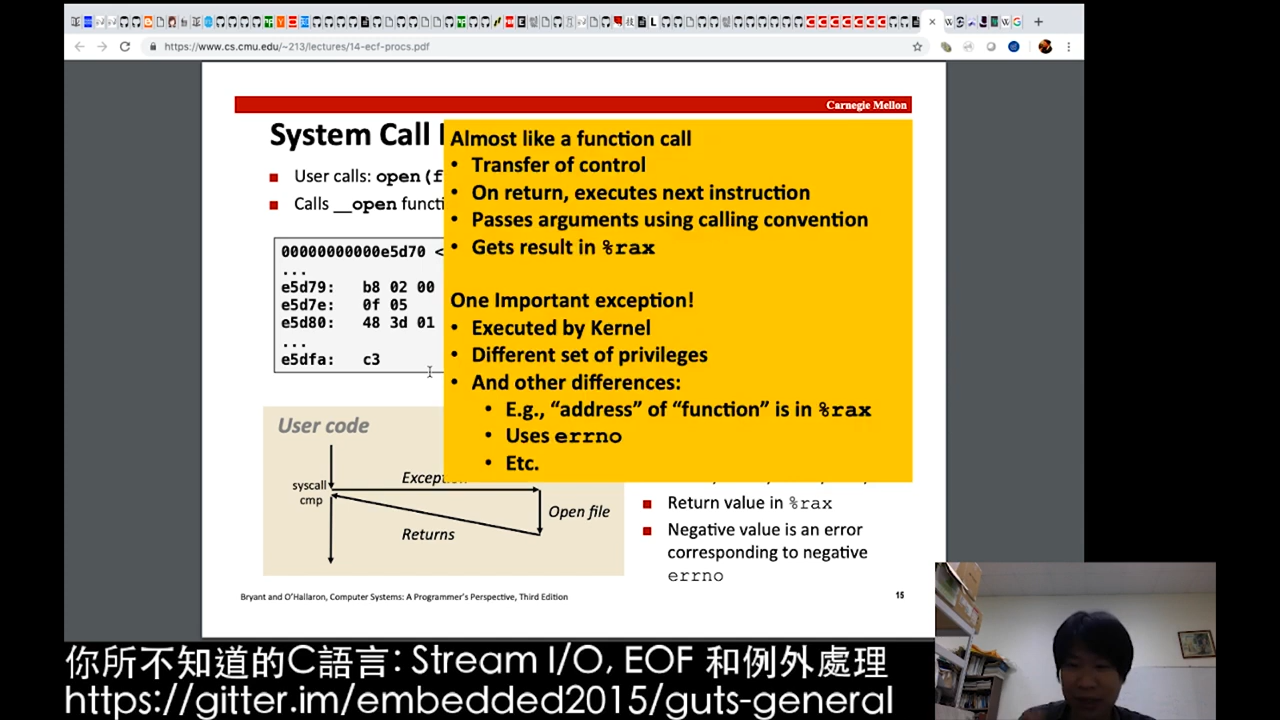 https://www.cs.cmu.edu/~213/lectures/14-ecf-procs.pdf
Carnegie Mellon
System Call
User calls: open(f
Calls __open functi
00000000000e5d70 <
...
e5d79: b8 02 00
e5d7e: 0f 05
e5d80: 48 3d 01
...
e5dfa: c3
Almost like a function call
• Transfer of control
• On return, executes next instruction
• Passes arguments using calling convention
• Gets result in %rax
One Important exception!
• Executed by Kernel
• Different set of privileges
• And other differences:
• E.g., “address” of “function” is in %rax
• Uses errno
• Etc.
User code
syscall
cmp
Excep
Open file
Returns
Return value in %rax
Negative value is an error
corresponding to negative
errno
Bryant and O’Hallaron, Computer Systems: A Programmer’s Perspective, Third Edition
15
你所不知道的C語言: Stream I/O, EOF 和例外處理
https://gitter.im/embedded2015/guts-general